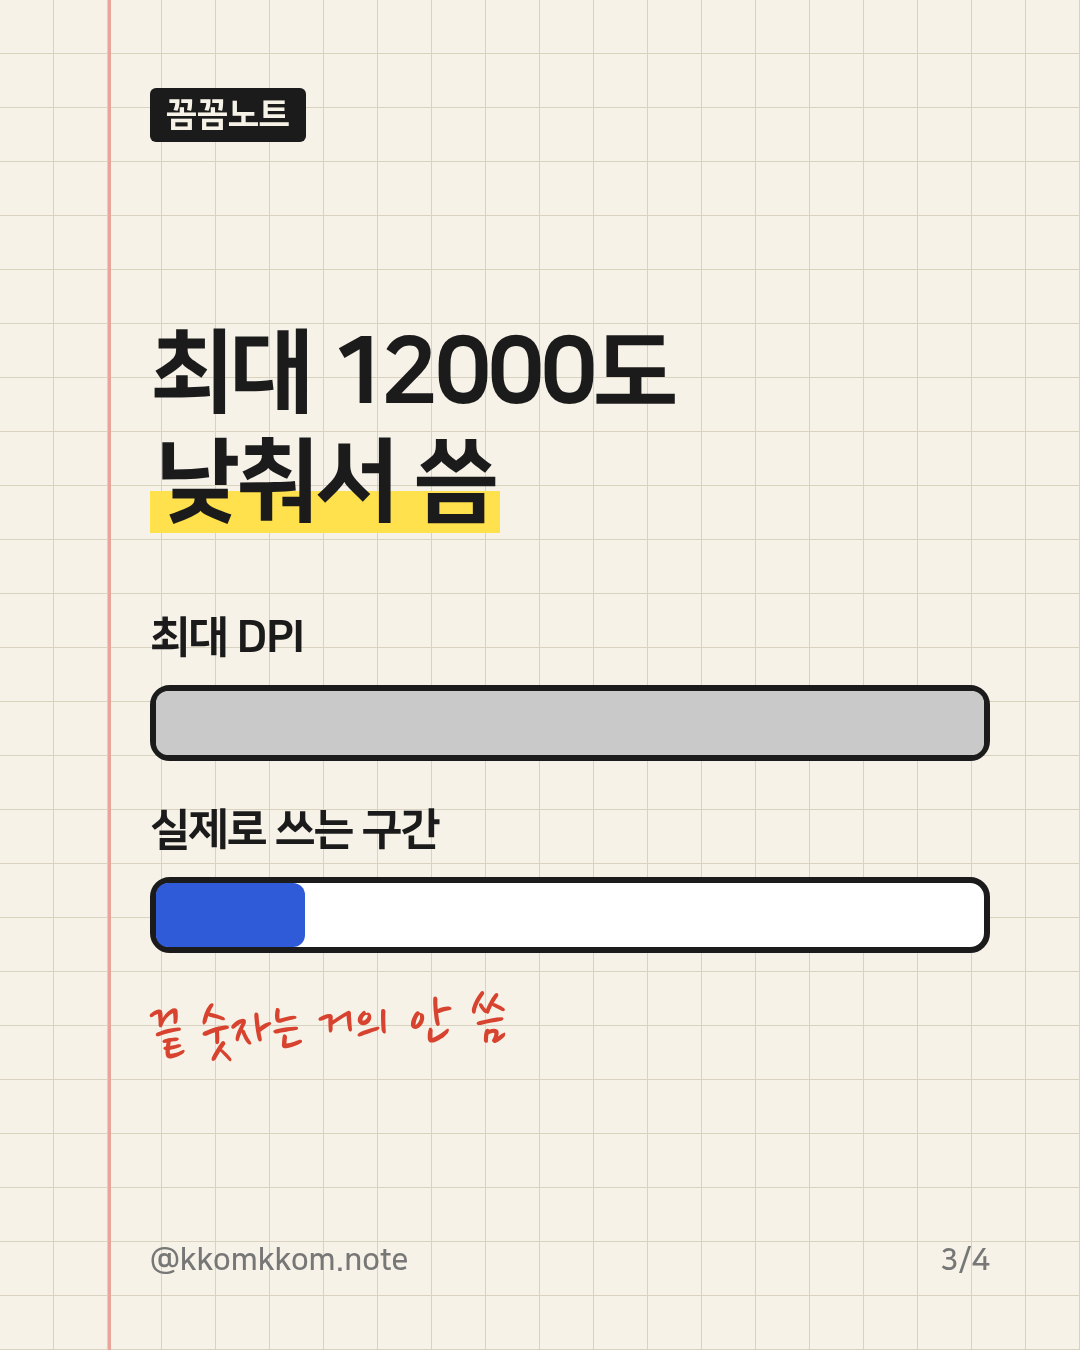 꼼꼼노트
최대 12000도
낮춰서 씀
최대 DPI
실제로 쓰는 구간
끝 숫자는 거의 안 씀
@kkomkkom.note
3/4